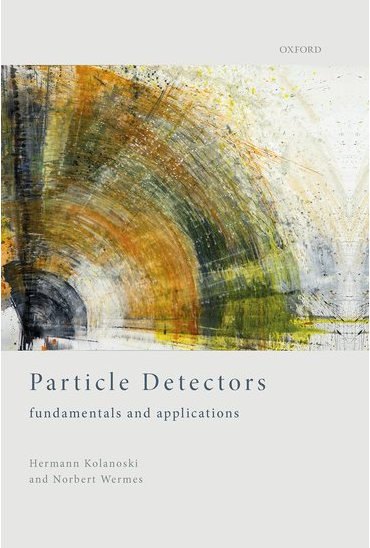 OXFORD
Particle Detectors
fundamentals and applications
Hermann Kolanoski
and Norbert Wermes